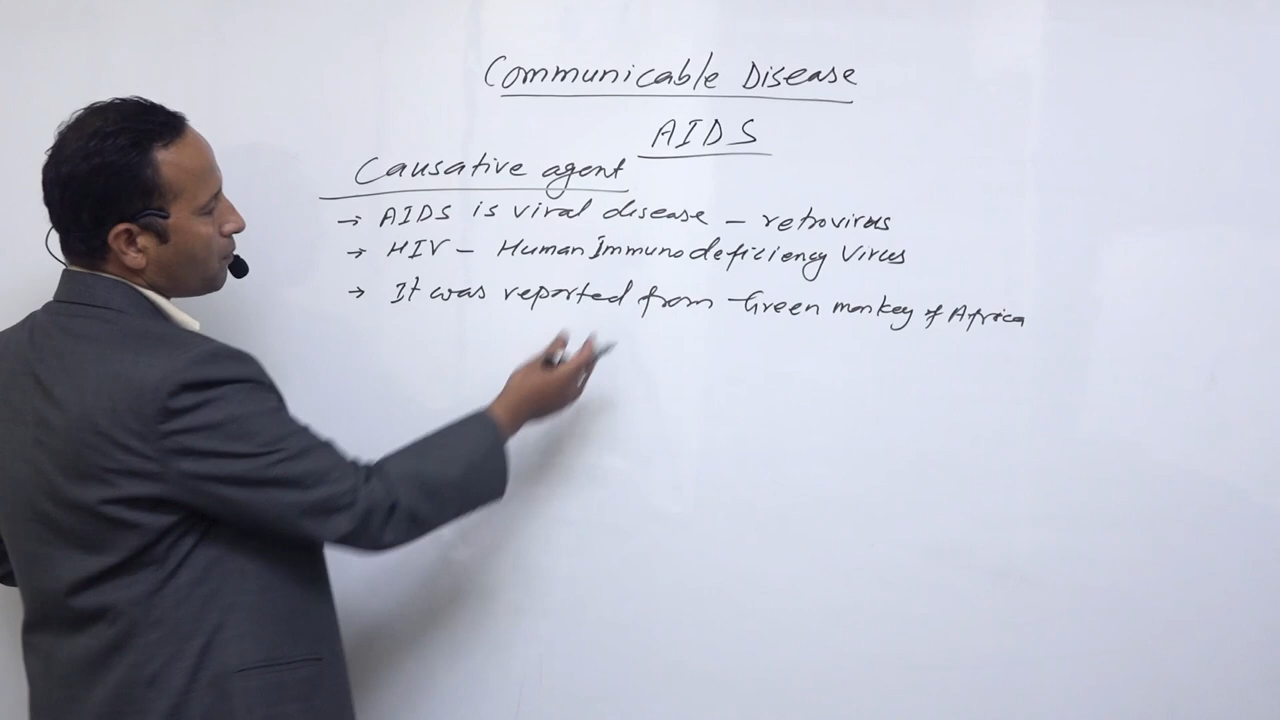 Communicable Disease
AIDS
Causative agent
→ AIDS is viral disease – retrovirus
→ HIV – Human Immunodeficiency Virus
→ It was reported from Green monkey of Africa